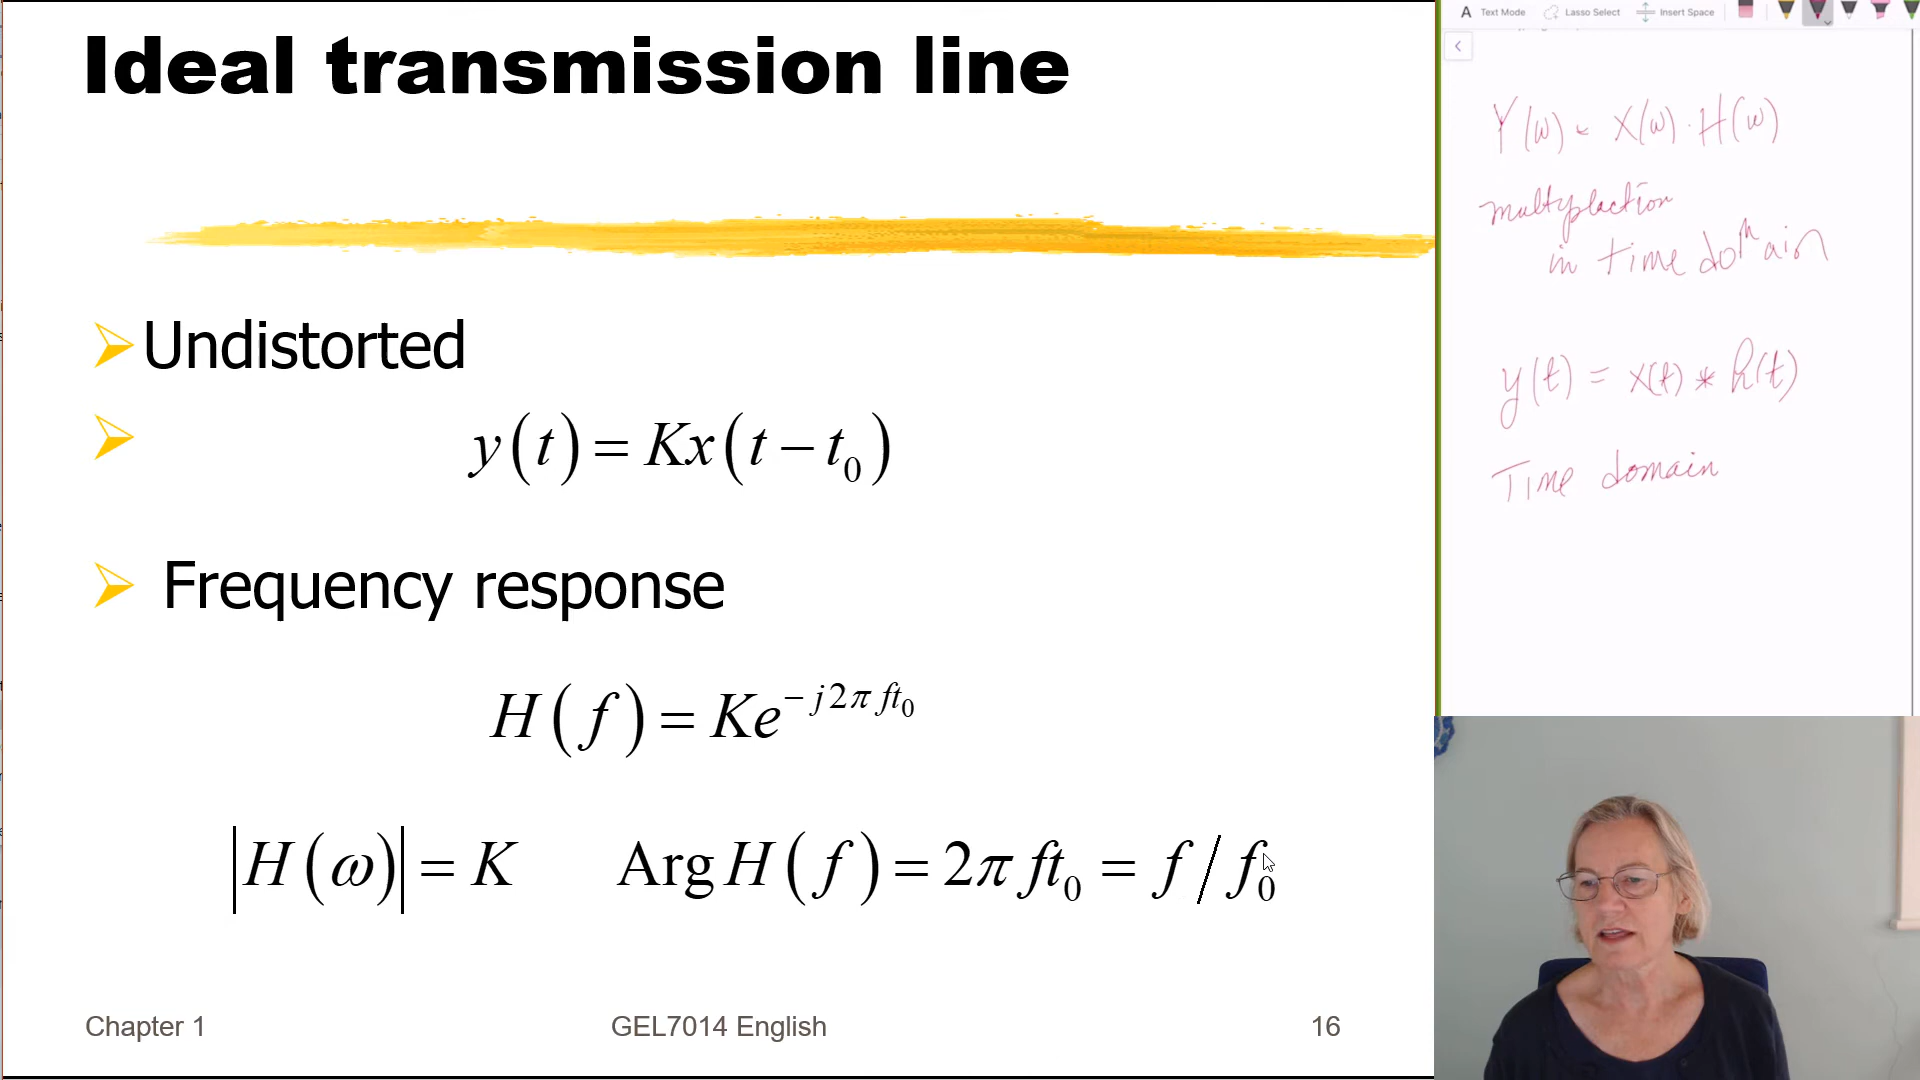 Ideal transmission line
Undistorted
y(t) = Kx(t − t₀)
Frequency response
H(f) = Ke^{−j2πft₀}
|H(ω)| = K    Arg H(f) = 2πft₀ = f/f₀
Chapter 1    GEL7014 English    16
A Text Mode    Lasso Select    Insert Space
Y(ω) = X(ω) · H(ω)
multyplaction
in time domain
y(t) = x(t) * h(t)
Time domain